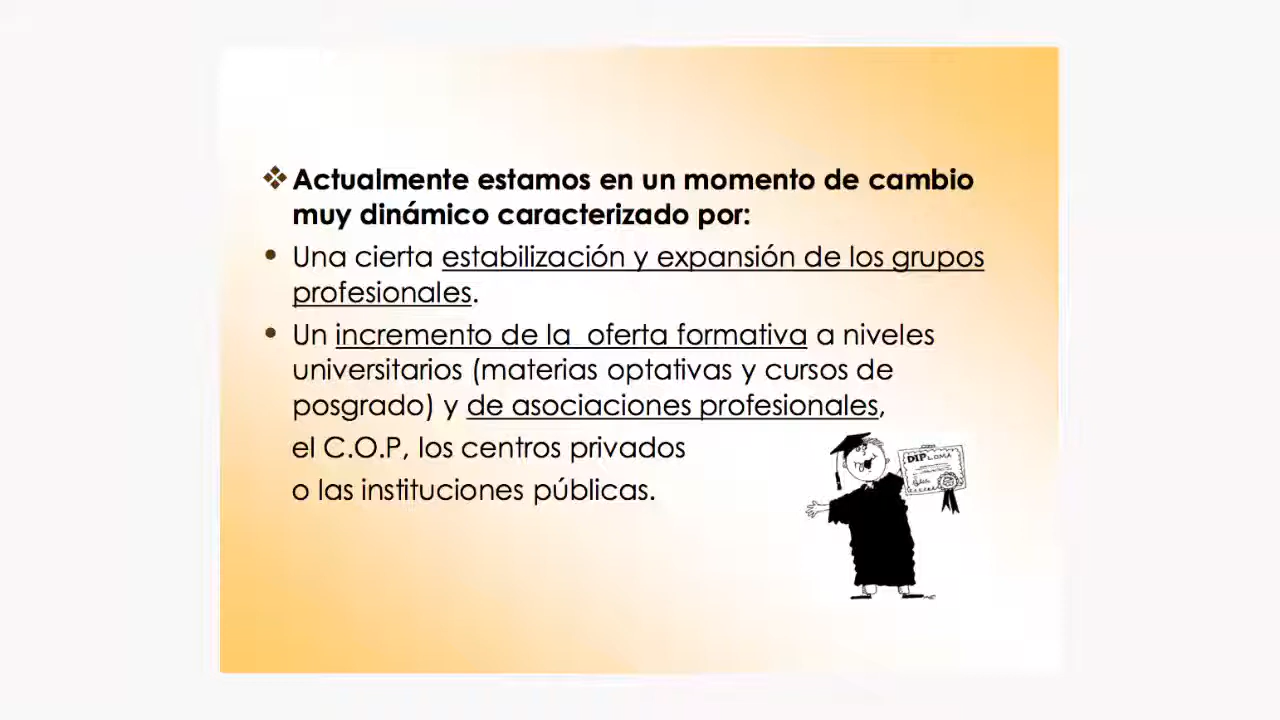 Actualmente estamos en un momento de cambio
muy dinámico caracterizado por:
Una cierta estabilización y expansión de los grupos
profesionales.
Un incremento de la  oferta formativa a niveles
universitarios (materias optativas y cursos de
posgrado) y de asociaciones profesionales,
el C.O.P, los centros privados
o las instituciones públicas.
DIPLOMA